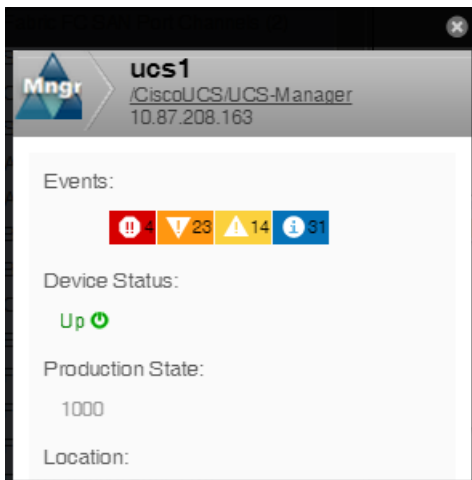 ucs1
Mngr
/CiscoUCS/UCS-Manager
10.87.208.163
Events:
4 23 14 31
Device Status:
Up
Production State:
1000
Location: